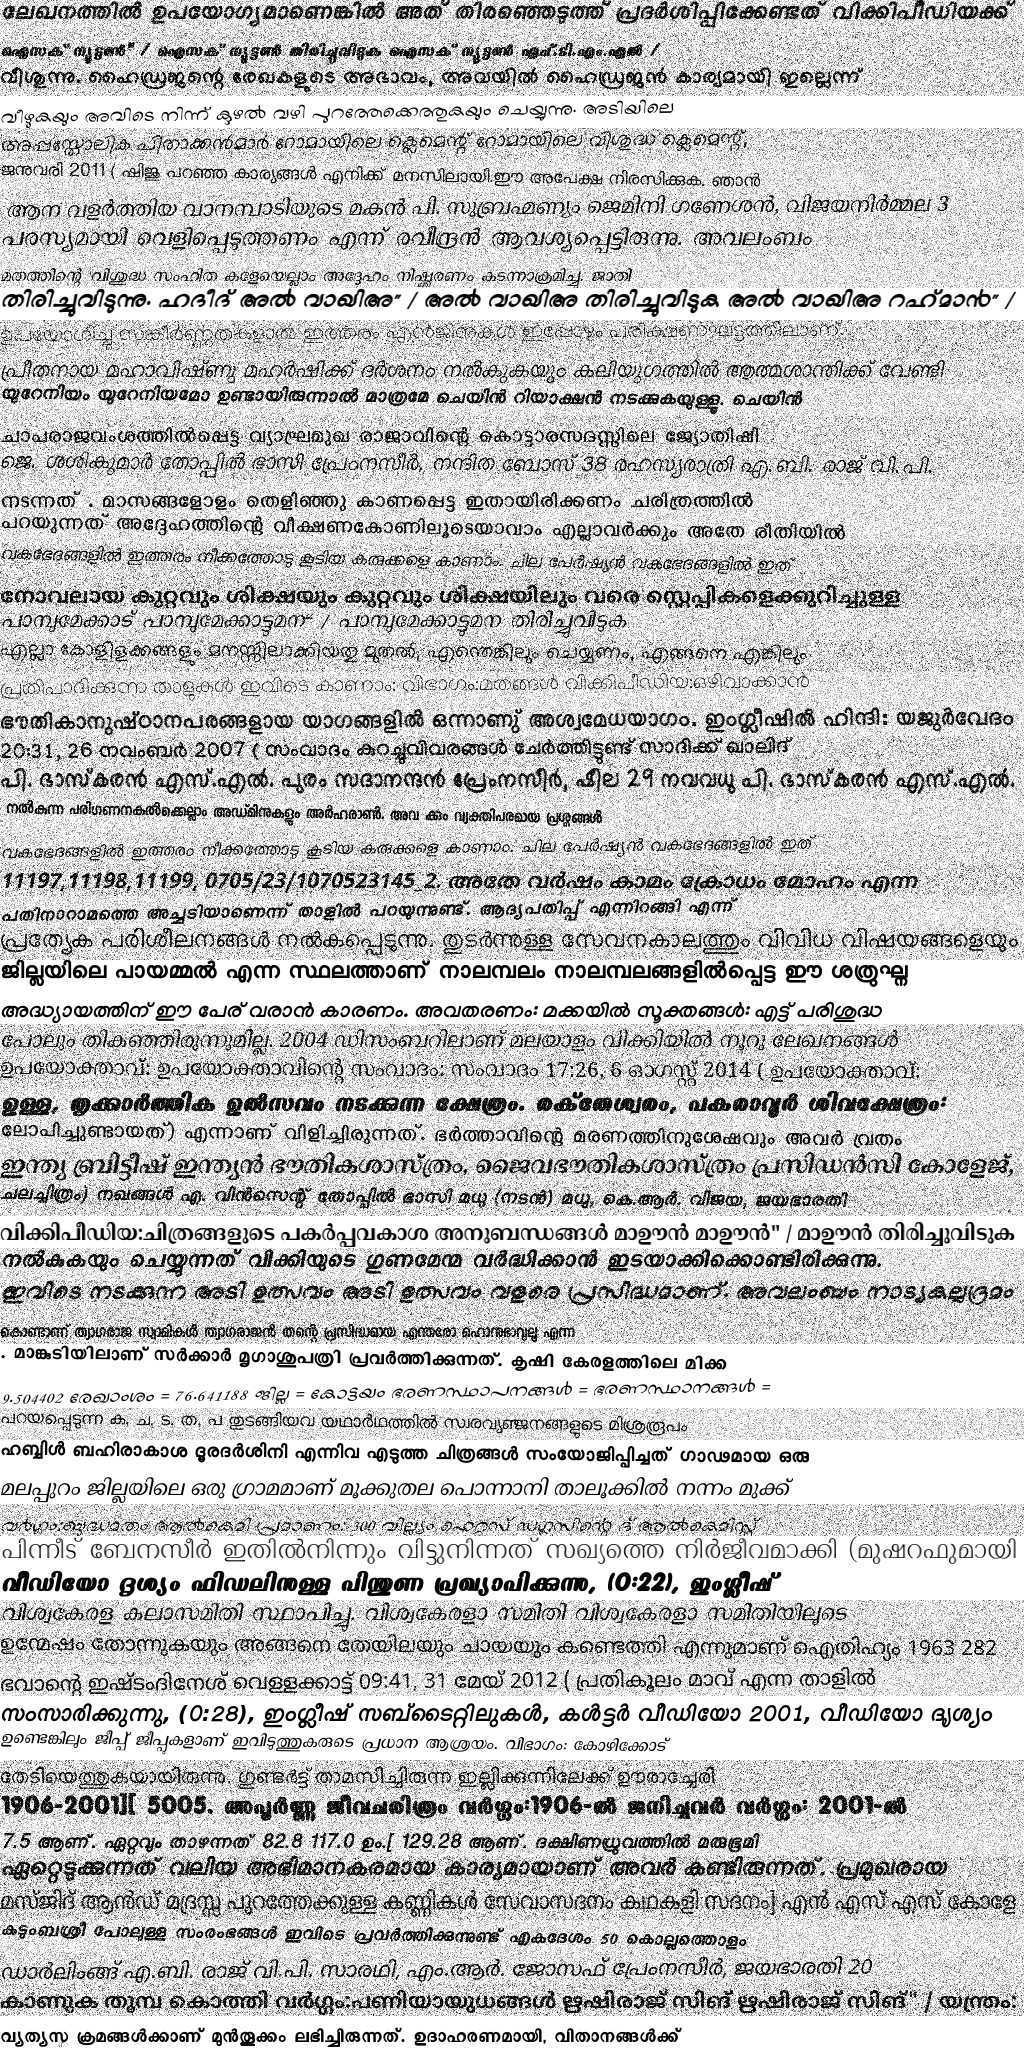 ലേഖനത്തിൽ ഉപയോഗ്യമാണെങ്കിൽ അത് തിരഞ്ഞെടുത്ത് പ്രദർശിപ്പിക്കേണ്ടത് വിക്കിപീഡിയക്ക്
ഐസക് ന്യൂട്ടൺ" / ഐസക് ന്യൂട്ടൺ തിരിച്ചുവിടുക ഐസക് ന്യൂട്ടൺ എഫ്.ടി.എം.എൽ /
വീശുന്നു. ഹൈഡ്രജന്റെ രേഖകളുടെ അഭാവം, അവയിൽ ഹൈഡ്രജൻ കാര്യമായി ഇല്ലെന്ന്
വീഴുകയും അവിടെ നിന്ന് കുഴൽ വഴി പുറത്തേക്കെത്തുകയും ചെയ്യുന്നു. അടിയിലെ
അപ്പസ്തോലിക പിതാക്കൻമാർ റോമായിലെ ക്ലെമെന്റ് റോമായിലെ വിശുദ്ധ ക്ലെമെന്റ്,
ജനുവരി 2011 ( ഷിജു പറഞ്ഞ കാര്യങ്ങൾ എനിക്ക് മനസിലായി.ഈ അപേക്ഷ നിരസിക്കുക. ഞാൻ
ആന വളർത്തിയ വാനമ്പാടിയുടെ മകൻ പി. സുബ്രഹ്മണ്യം ജെമിനി ഗണേശൻ, വിജയനിർമ്മല 3
പരസ്യമായി വെളിപ്പെടുത്തണം എന്ന് രവീന്ദ്രൻ ആവശ്യപ്പെട്ടിരുന്നു. അവലംബം
മതത്തിന്റെ വിശുദ്ധ സംഹിത കളേയെല്ലാം അദ്ദേഹം നിഷ്കരണം കടന്നാക്രമിച്ചു. ജാതി
തിരിച്ചുവിടുന്നു. ഹദീദ് അൽ വാഖിഅ" / അൽ വാഖിഅ തിരിച്ചുവിടുക അൽ വാഖിഅ റഹ്‌മാൻ" /
ഉപയോഗിച്ച സങ്കീർണ്ണതകളാൽ ഇത്തരം എൻജിനുകൾ ഇപ്പോഴും പരീക്ഷണഘട്ടത്തിലാണ്.
പ്രീതനായ മഹാവിഷ്ണു മഹർഷിക്ക് ദർശനം നൽകുകയും കലിയുഗത്തിൽ ആത്മശാന്തിക്ക് വേണ്ടി
യുറേനിയം യുറേനിയമോ ഉണ്ടായിരുന്നാൽ മാത്രമേ ചെയിൻ റിയാക്ഷൻ നടക്കുകയുള്ളൂ. ചെയിൻ
ചാപരാജവംശത്തിൽപ്പെട്ട വ്യാഘ്രമുഖ രാജാവിന്റെ കൊട്ടാരസദസ്സിലെ ജ്യോതിഷി
ജെ. ശശികുമാർ തോപ്പിൽ ഭാസി പ്രേംനസീർ, നന്ദിത ബോസ് 38 രഹസ്യരാത്രി എ.ബി. രാജ് വി.പി.
നടന്നത് . മാസങ്ങളോളം തെളിഞ്ഞു കാണപ്പെട്ട ഇതായിരിക്കണം ചരിത്രത്തിൽ
പറയുന്നത് അദ്ദേഹത്തിന്റെ വീക്ഷണകോണിലൂടെയാവാം എല്ലാവർക്കും അതേ രീതിയിൽ
വകഭേദങ്ങളിൽ ഇത്തരം നീക്കത്തോടു കൂടിയ കരുക്കളെ കാണാം. ചില പേർഷ്യൻ വകഭേദങ്ങളിൽ ഇത്
നോവലായ കുറ്റവും ശിക്ഷയും കുറ്റവും ശിക്ഷയിലും വരെ സ്റ്റെപ്പികളെക്കുറിച്ചുള്ള
പാമ്പുമേക്കാട് പാമ്പുമേക്കാട്ടുമന" / പാമ്പുമേക്കാട്ടുമന തിരിച്ചുവിടുക
എല്ലാ കോളിളക്കങ്ങളും മനസ്സിലാക്കിയതു മുതൽ, എന്തെങ്കിലും ചെയ്യണം, എങ്ങനെ എങ്കിലും
പ്രതിപാദിക്കുന്ന താളുകൾ ഇവിടെ കാണാം: വിഭാഗം:മതങ്ങൾ വിക്കിപീഡിയ:ഒഴിവാക്കാൻ
ഭൗതികാനുഷ്ഠാനപരങ്ങളായ യാഗങ്ങളിൽ ഒന്നാണു് അശ്വമേധയാഗം. ഇംഗ്ലീഷിൽ ഹിന്ദി: യജുർവേദം
20:31, 26 നവംബർ 2007 ( സംവാദം കുറച്ചുവിവരങ്ങൾ ചേർത്തിട്ടുണ്ട് സാദിക്ക് ഖാലിദ്
പി. ഭാസ്കരൻ എസ്.എൽ. പുരം സദാനന്ദൻ പ്രേംനസീർ, ഷീല 29 നവവധു പി. ഭാസ്കരൻ എസ്.എൽ.
നൽകുന്ന പരിഗണനകൽക്കെല്ലാം അഡ്മിനുകളും അർഹരാൺ. അവ ക്കും വ്യക്തിപരമായ പ്രശ്നങ്ങൾ
വകഭേദങ്ങളിൽ ഇത്തരം നീക്കത്തോടു കൂടിയ കരുക്കളെ കാണാം. ചില പേർഷ്യൻ വകഭേദങ്ങളിൽ ഇത്
11197,11198,11199, 0705/23/1070523145_2. അതേ വർഷം കാമം ക്രോധം മോഹം എന്ന
പതിനാറാമത്തെ അച്ചടിയാണെന്ന് താളിൽ പറയുന്നുണ്ട്. ആദ്യപതിപ്പ് എന്നിറങ്ങി എന്ന്
പ്രത്യേക പരിശീലനങ്ങൾ നൽകപ്പെടുന്നു. തുടർന്നുള്ള സേവനകാലത്തും വിവിധ വിഷയങ്ങളെയും
ജില്ലയിലെ പായമ്മൽ എന്ന സ്ഥലത്താണ് നാലമ്പലം നാലമ്പലങ്ങളിൽപ്പെട്ട ഈ ശത്രുഘ്ന
അദ്ധ്യായത്തിന് ഈ പേര് വരാൻ കാരണം. അവതരണം: മക്കയിൽ സൂക്തങ്ങൾ: എട്ട് പരിശുദ്ധ
പോലും തികഞ്ഞിരുന്നുമില്ല. 2004 ഡിസംബറിലാണ് മലയാളം വിക്കിയിൽ നൂറു ലേഖനങ്ങൾ
ഉപയോക്താവ്: ഉപയോക്താവിന്റെ സംവാദം: സംവാദം 17:26, 6 ഓഗസ്റ്റ് 2014 ( ഉപയോക്താവ്:
ഉള്ള, തൃക്കാർത്തിക ഉൽസവം നടക്കുന്ന ക്ഷേത്രം. രക്തേശ്വരം, പകരാവൂർ ശിവക്ഷേത്രം:
ലോപിച്ചുണ്ടായത്) എന്നാണ് വിളിച്ചിരുന്നത്. ഭർത്താവിന്റെ മരണത്തിനുശേഷവും അവർ വ്രതം
ഇന്ത്യ ബ്രിട്ടീഷ് ഇന്ത്യൻ ഭൗതികശാസ്ത്രം, ജൈവഭൗതികശാസ്ത്രം പ്രസിഡൻസി കോളേജ്,
ചലച്ചിത്രം) നഖങ്ങൾ എ. വിൻസെന്റ് തോപ്പിൽ ഭാസി മധു (നടൻ) മധു, കെ.ആർ. വിജയ, ജയഭാരതി
വിക്കിപീഡിയ:ചിത്രങ്ങളുടെ പകർപ്പവകാശ അനുബന്ധങ്ങൾ മാഊൻ മാഊൻ" / മാഊൻ തിരിച്ചുവിടുക
നൽകുകയും ചെയ്യുന്നത് വിക്കിയുടെ ഗുണമേന്മ വർദ്ധിക്കാൻ ഇടയാക്കിക്കൊണ്ടിരിക്കുന്നു.
ഇവിടെ നടക്കുന്ന അടി ഉത്സവം അടി ഉത്സവം വളരെ പ്രസിദ്ധമാണ്. അവലംബം നാട്യകല്പദ്രുമം
കൊണ്ടാണ് ത്യാഗരാജ സ്വാമികൾ ത്യാഗരാജൻ തന്റെ പ്രസിദ്ധമായ എന്തരോ മഹാനുഭാവുലു എന്ന
. മാങ്കുടിയിലാണ് സർക്കാർ മൃഗാശുപത്രി പ്രവർത്തിക്കുന്നത്. കൃഷി കേരളത്തിലെ മിക്ക
9.504402 രേഖാംശം = 76.641188 ജില്ല = കോട്ടയം ഭരണസ്ഥാപനങ്ങൾ = ഭരണസ്ഥാനങ്ങൾ =
പറയപ്പെടുന്ന ക, ച, ട, ത, പ തുടങ്ങിയവ യഥാർഥത്തിൽ സ്വരവ്യഞ്ജനങ്ങളുടെ മിശ്രരൂപം
ഹബ്ബിൾ ബഹിരാകാശ ദൂരദർശിനി എന്നിവ എടുത്ത ചിത്രങ്ങൾ സംയോജിപ്പിച്ചത് ഗാഢമായ ഒരു
മലപ്പുറം ജില്ലയിലെ ഒരു ഗ്രാമമാണ് മൂക്കുതല പൊന്നാനി താലൂക്കിൽ നന്നം മുക്ക്
വർഗ്ഗം:ബുദ്ധമതം ആൽകെമി പ്രമാണം: 300 വില്ല്യം ഫെറ്റസ് ഡഗ്ലസിന്റെ ദ് ആൽകെമിസ്റ്റ്
പിന്നീട് ബേനസീർ ഇതിൽനിന്നും വിട്ടുനിന്നത് സഖ്യത്തെ നിർജീവമാക്കി (മുഷറഫുമായി
വീഡിയോ ദൃശ്യം ഫിഡലിനുള്ള പിന്തുണ പ്രഖ്യാപിക്കുന്നു, (0:22), ഇംഗ്ലീഷ്
വിശ്വകേരള കലാസമിതി സ്ഥാപിച്ചു. വിശ്വകേരളാ സമിതി വിശ്വകേരളാ സമിതിയിലൂടെ
ഉന്മേഷം തോന്നുകയും അങ്ങനെ തേയിലയും ചായയും കണ്ടെത്തി എന്നുമാണ് ഐതിഹ്യം 1963 282
ഭവാന്റെ ഇഷ്ടംദിനേശ് വെള്ളക്കാട്ട് 09:41, 31 മേയ് 2012 ( പ്രതികൂലം മാവ് എന്ന താളിൽ
സംസാരിക്കുന്നു, (0:28), ഇംഗ്ലീഷ് സബ്ടൈറ്റിലുകൾ, കൾട്ടർ വീഡിയോ 2001, വീഡിയോ ദൃശ്യം
ഉണ്ടെങ്കിലും ജീപ്പ് ജീപ്പുകളാണ് ഇവിടുത്തുകരുടെ പ്രധാന ആശ്രയം. വിഭാഗം: കോഴിക്കോട്
തേടിയെത്തുകയായിരുന്നു. ഗുണ്ടർട്ട് താമസിച്ചിരുന്ന ഇല്ലിക്കുന്നിലേക്ക് ഊരാച്ചേരി
1906-2001][ 5005. അപൂർണ്ണ ജീവചരിത്രം വർഗ്ഗം:1906-ൽ ജനിച്ചവർ വർഗ്ഗം: 2001-ൽ
7.5 ആണ്. ഏറ്റവും താഴന്നത് 82.8 117.0 ഉം.[ 129.28 ആണ്. ദക്ഷിണധ്രുവത്തിൽ മരുഭൂമി
ഏറ്റെടുക്കുന്നത് വലിയ അഭിമാനകരമായ കാര്യമായാണ് അവർ കണ്ടിരുന്നത്. പ്രമുഖരായ
മസ്ജിദ് ആൻഡ് മദ്രസ്സ പുറത്തേക്കുള്ള കണ്ണികൾ സേവാസദനം കഥകളി സദനം] എൻ എസ് എസ് കോളേ
കുടുംബശ്രീ പോലുള്ള സംരംഭങ്ങൾ ഇവിടെ പ്രവർത്തിക്കുന്നുണ്ട് ഏകദേശം 50 കൊല്ലത്തൊളം
ഡാർലിംങ്ങ് എ.ബി. രാജ് വി.പി. സാരഥി, എം.ആർ. ജോസഫ് പ്രേംനസീർ, ജയഭാരതി 20
കാണുക തൂമ്പ കൊത്തി വർഗ്ഗം:പണിയായുധങ്ങൾ ഋഷിരാജ് സിങ് ഋഷിരാജ് സിങ്" / യന്ത്രം:
വ്യത്യസ ക്രമങ്ങൾക്കാണ് മുൻതൂക്കം ലഭിച്ചിരുന്നത്. ഉദാഹരണമായി, വിതാനങ്ങൾക്ക്